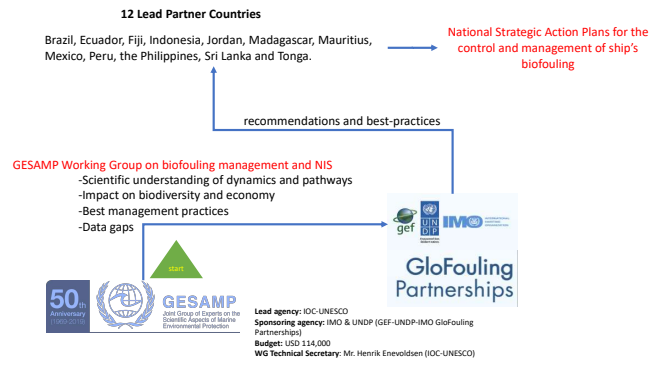 12 Lead Partner Countries
Brazil, Ecuador, Fiji, Indonesia, Jordan, Madagascar, Mauritius,
Mexico, Peru, the Philippines, Sri Lanka and Tonga.
National Strategic Action Plans for the
control and management of ship's
biofouling
recommendations and best-practices
GESAMP Working Group on biofouling management and NIS
-Scientific understanding of dynamics and pathways
-Impact on biodiversity and economy
-Best management practices
-Data gaps
gef
U N
D P
IMO
INTERNATIONAL
MARITIME
ORGANIZATION
GloFouling
Partnerships
start
50th
Anniversary
(1969-2019)
GESAMP
Joint Group of Experts on the
Scientific Aspects of Marine
Environmental Protection
Lead agency: IOC-UNESCO
Sponsoring agency: IMO & UNDP (GEF-UNDP-IMO GloFouling
Partnerships)
Budget: USD 114,000
WG Technical Secretary: Mr. Henrik Enevoldsen (IOC-UNESCO)